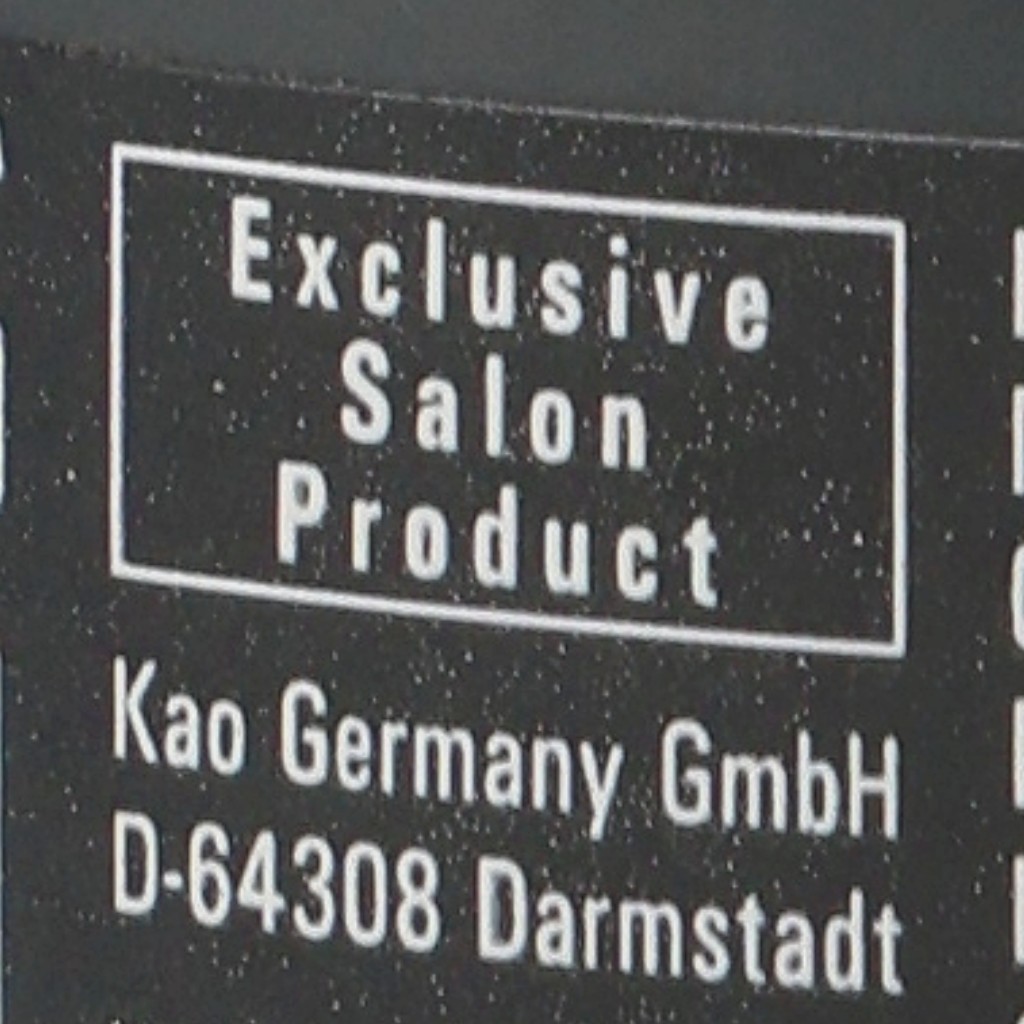 Exclusive
Salon
Product
Kao Germany GmbH
D-64308 Darmstadt